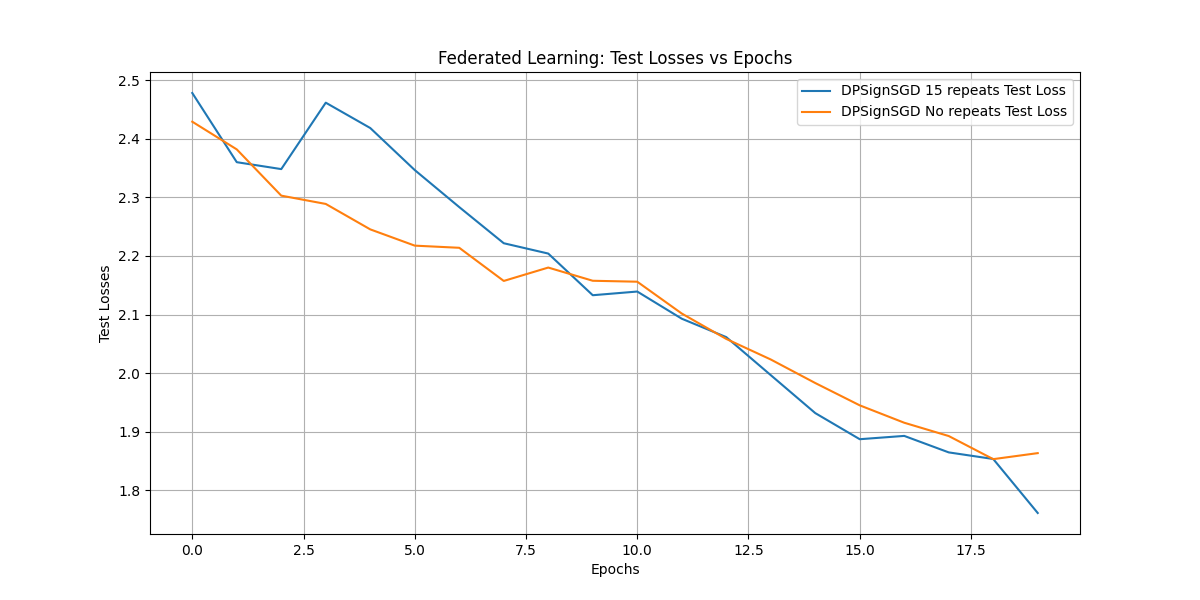 Federated Learning: Test Losses vs Epochs
DPSignSGD 15 repeats Test Loss
DPSignSGD No repeats Test Loss
Test Losses
2.5
2.4
2.3
2.2
2.1
2.0
1.9
1.8
0.0 2.5 5.0 7.5 10.0 12.5 15.0 17.5
Epochs